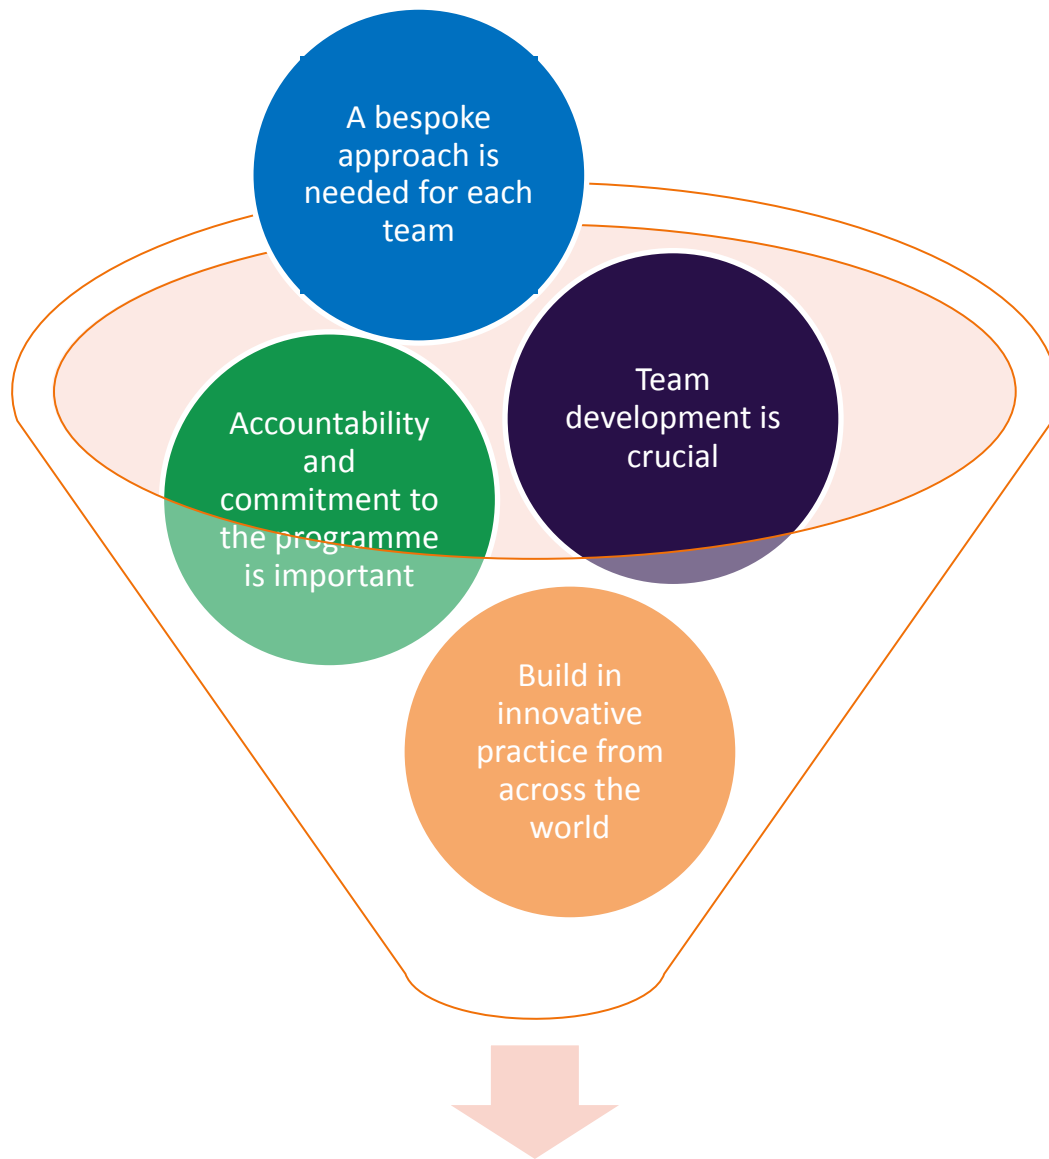 A bespoke
approach is
needed for each
team
Team
development is
crucial
Accountability
and
commitment to
the programme
is important
Build in
innovative
practice from
across the
world